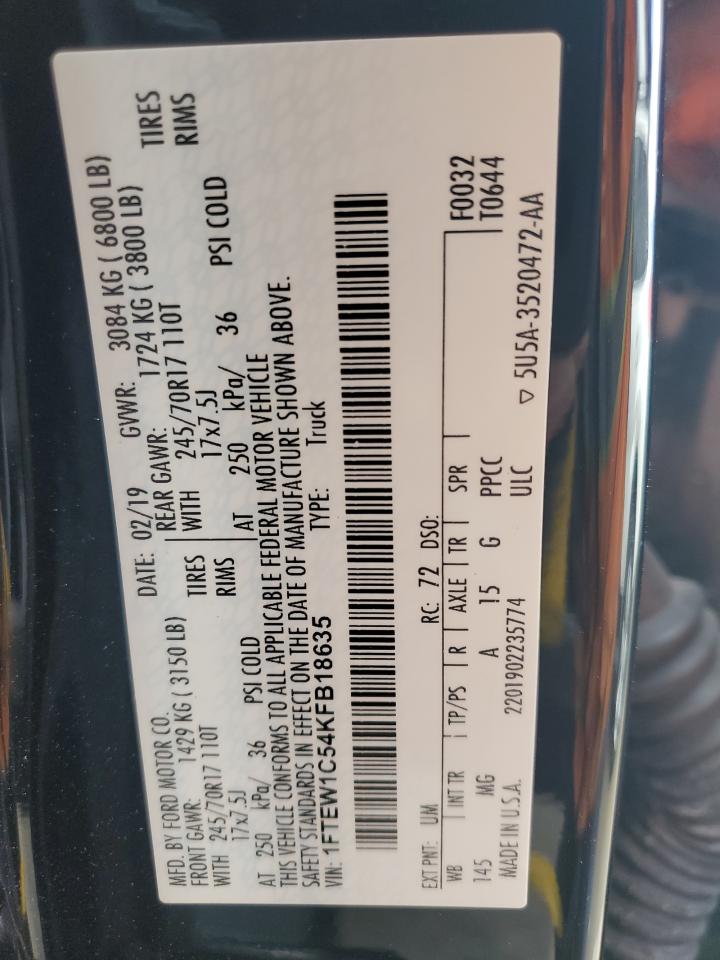 MFD. BY FORD MOTOR CO.
DATE: 02/19 GVWR: 3084 KG ( 6800 LB)
FRONT GAWR: 1429 KG ( 3150 LB) REAR GAWR: 1724 KG ( 3800 LB)
WITH 245/70R17 110T TIRES WITH 245/70R17 110T TIRES
17x7.5J RIMS 17x7.5J RIMS
AT 250 kPa/ 36 PSI COLD AT 250 kPa/ 36 PSI COLD
THIS VEHICLE CONFORMS TO ALL APPLICABLE FEDERAL MOTOR VEHICLE
SAFETY STANDARDS IN EFFECT ON THE DATE OF MANUFACTURE SHOWN ABOVE.
VIN: 1FTEW1C54KFB18635 TYPE: Truck
EXT PNT: UM RC: 72 DSO: F0032
WB INT TR TP/PS R AXLE TR SPR T0644
145 MG A 15 G PPCC
MADE IN U.S.A. 2201902235774 ULC ▽ 5U5A-3520472-AA